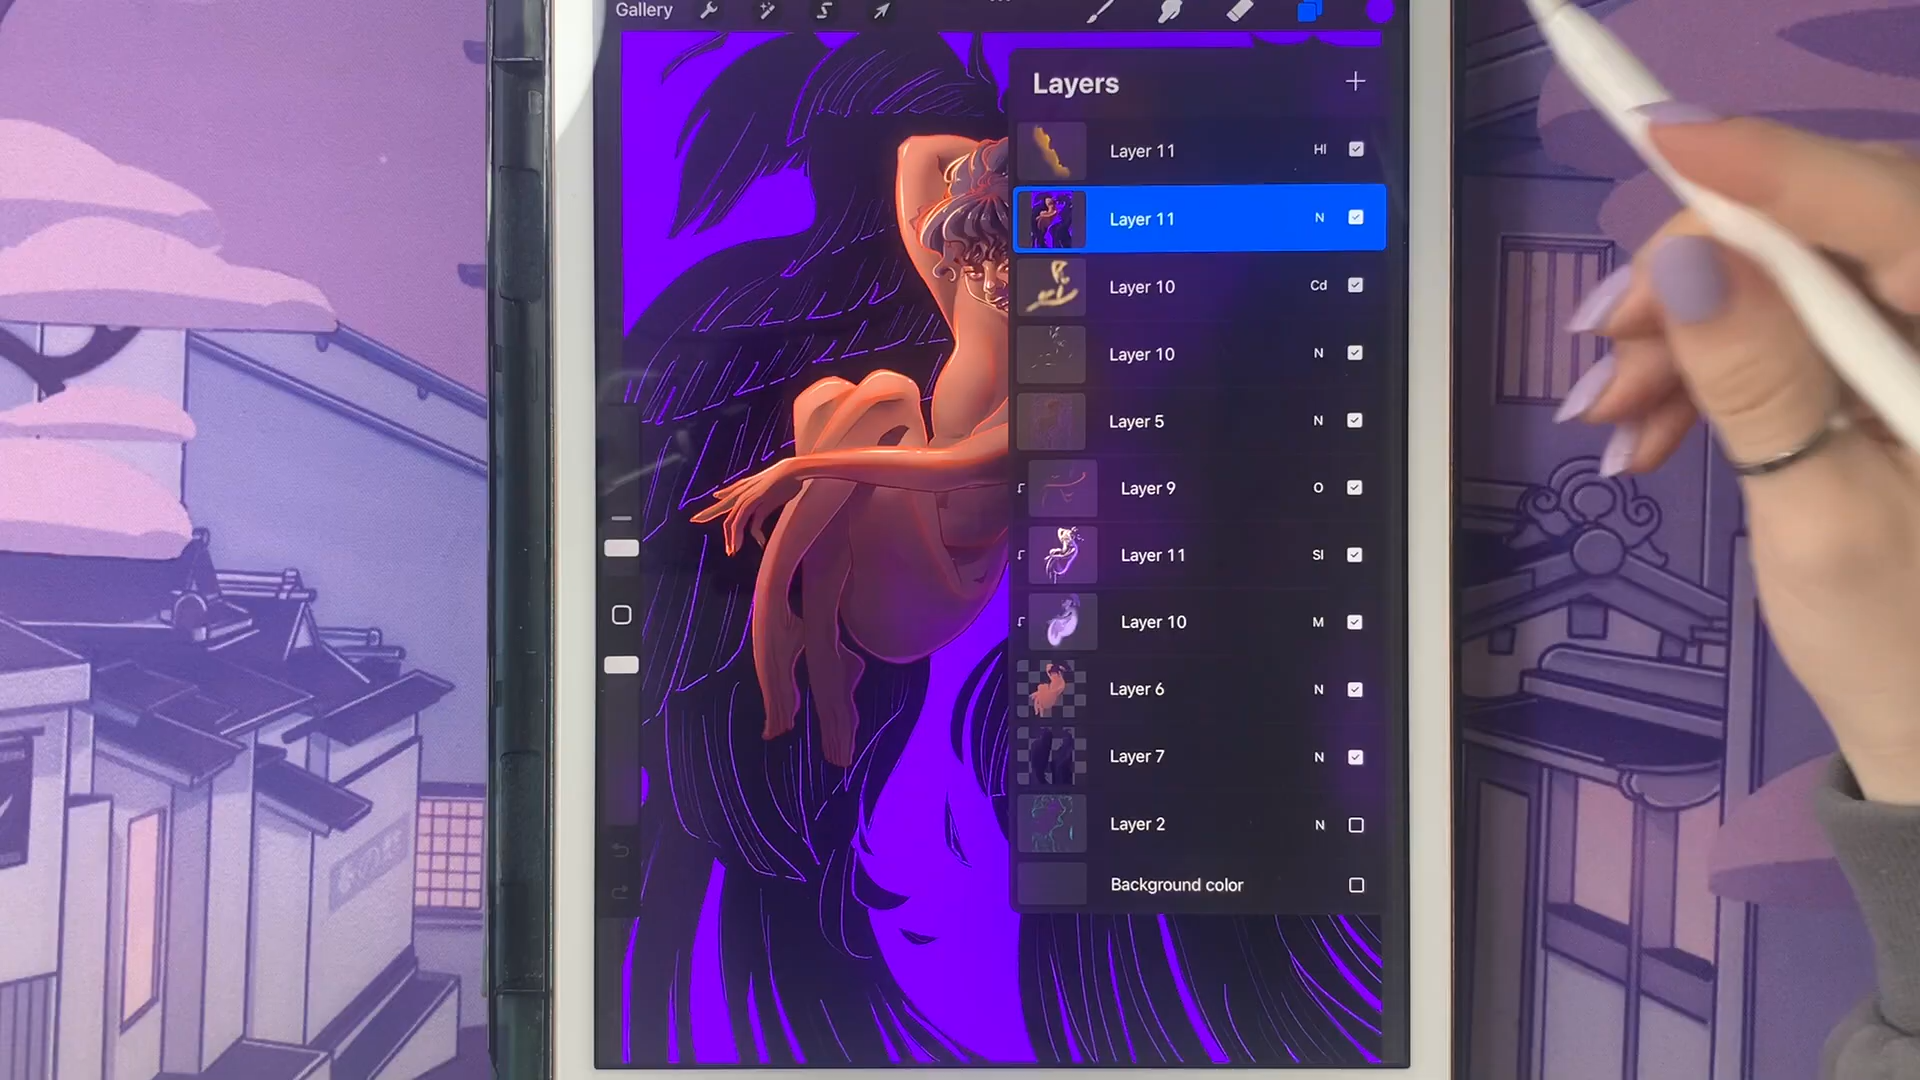 Gallery
Layers
Layer 11 Hl
Layer 11 N
Layer 10 Cd
Layer 10 N
Layer 5 N
Layer 9 O
Layer 11 Sl
Layer 10 M
Layer 6 N
Layer 7 N
Layer 2 N
Background color